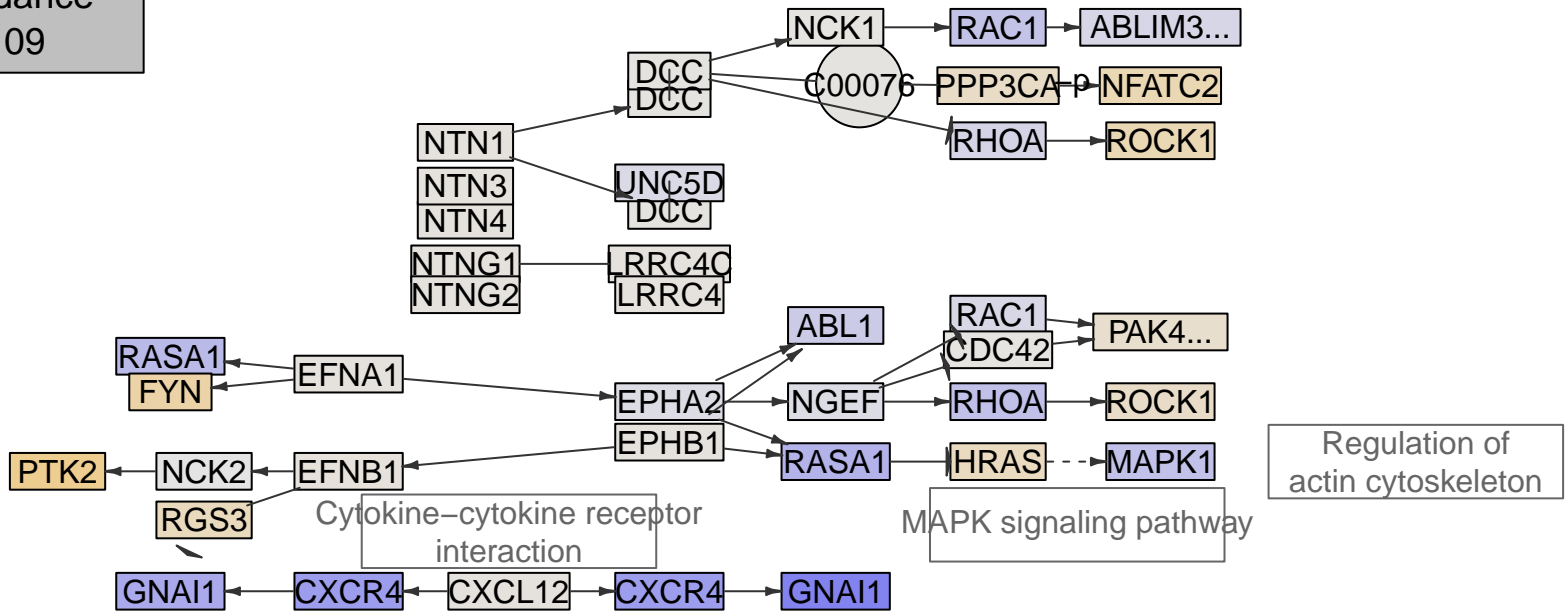 dance
09
NCK1
RAC1
ABLIM3...
DCC
DCC
C00076
PPP3CA
+p
NFATC2
NTN1
RHOA
ROCK1
NTN3
NTN4
UNC5D
DCC
NTNG1
NTNG2
LRRC4C
LRRC4
RASA1
FYN
EFNA1
ABL1
RAC1
CDC42
PAK4...
EPHA2
NGEF
RHOA
ROCK1
EPHB1
RASA1
HRAS
MAPK1
PTK2
NCK2
EFNB1
RGS3
Regulation of
actin cytoskeleton
Cytokine−cytokine receptor
interaction
MAPK signaling pathway
GNAI1
CXCR4
CXCL12
CXCR4
GNAI1